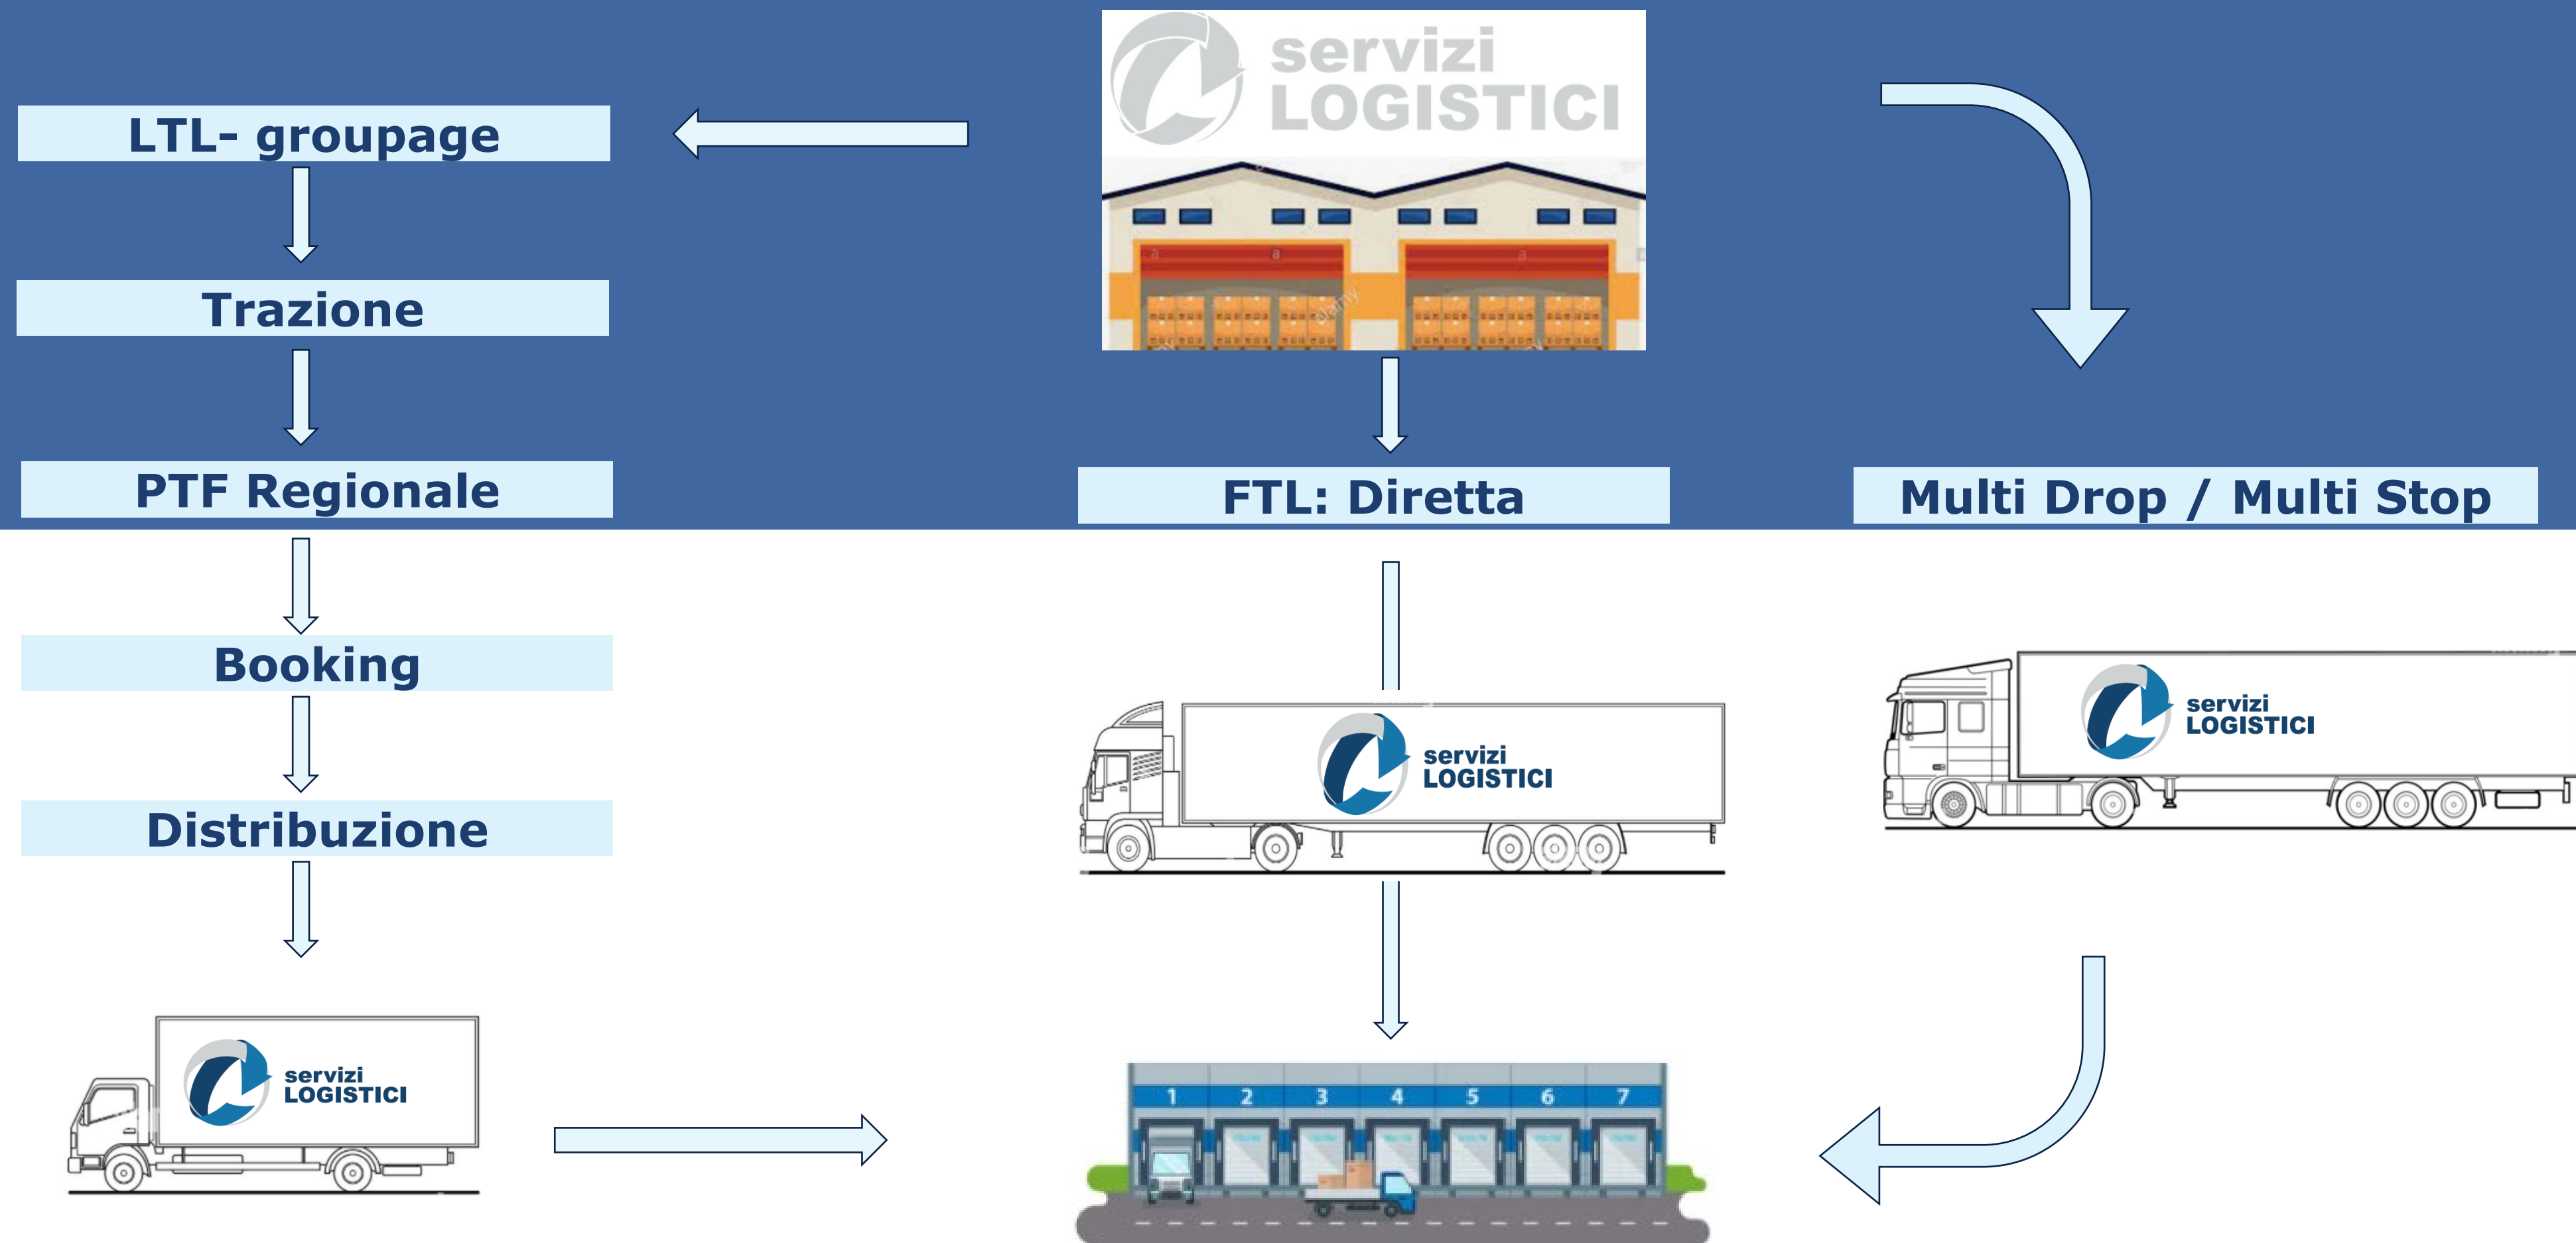 servizi
LOGISTICI
LTL- groupage
Trazione
PTF Regionale
FTL: Diretta
Multi Drop / Multi Stop
Booking
Distribuzione
servizi
LOGISTICI
servizi
LOGISTICI
servizi
LOGISTICI
1 2 3 4 5 6 7
a
a
a
alamy